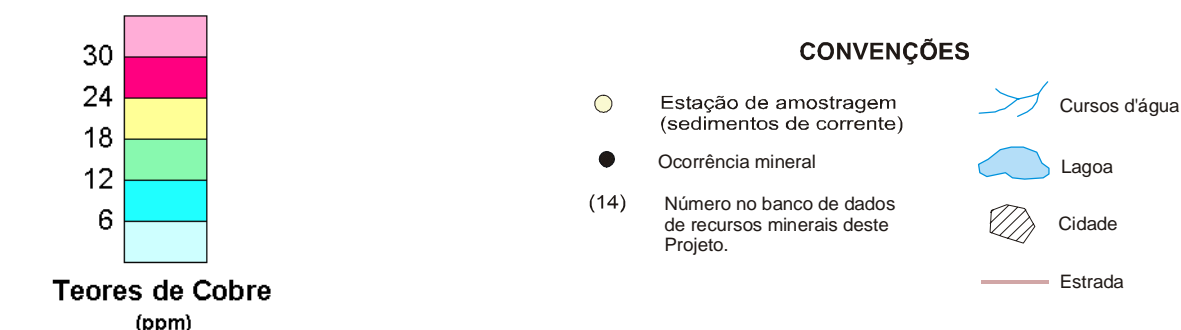 30
24
18
12
6
Teores de Cobre
(ppm)
CONVENÇÕES
Estação de amostragem
(sedimentos de corrente)
Ocorrência mineral
(14)
Número no banco de dados
de recursos minerais deste
Projeto.
Cursos d'água
Lagoa
Cidade
Estrada